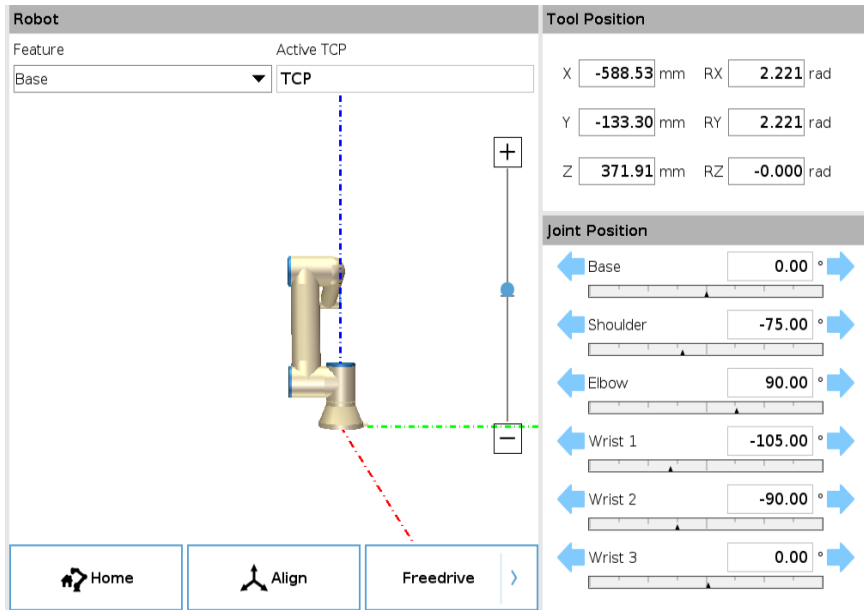 Robot
Feature
Active TCP
Base
TCP
Home
Align
Freedrive
Tool Position
X -588.53 mm RX 2.221 rad
Y -133.30 mm RY 2.221 rad
Z 371.91 mm RZ -0.000 rad
Joint Position
Base 0.00 °
Shoulder -75.00 °
Elbow 90.00 °
Wrist 1 -105.00 °
Wrist 2 -90.00 °
Wrist 3 0.00 °